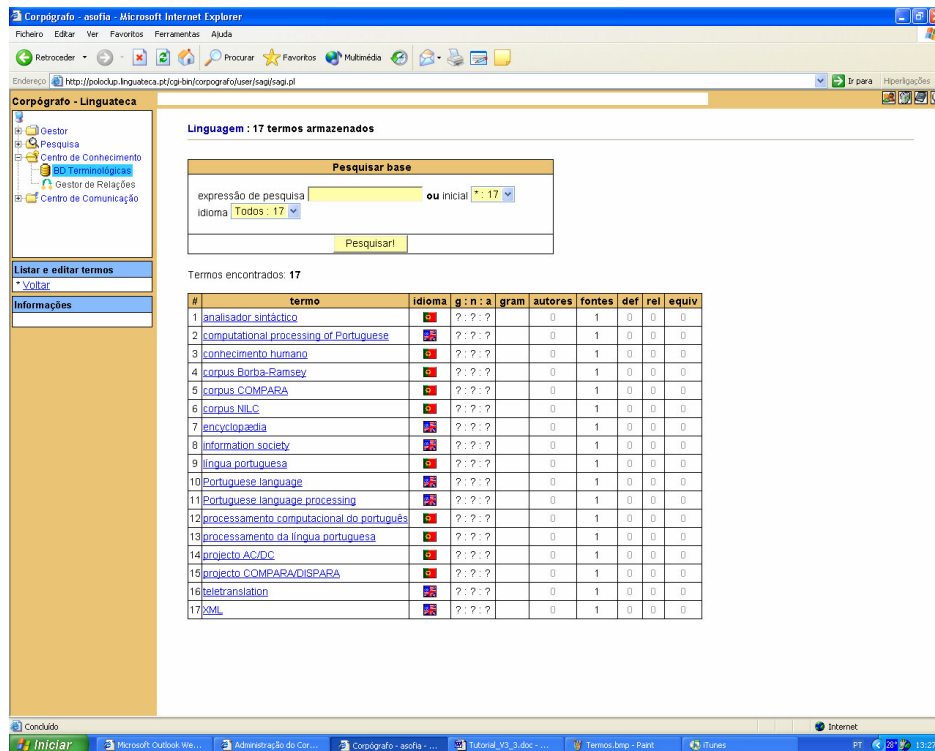 Corpógrafo - asofia - Microsoft Internet Explorer
Ficheiro Editar Ver Favoritos Ferramentas Ajuda
Retroceder Procurar Favoritos Multimédia
Endereço http://poloclup.linguateca.pt/cgi-bin/corpografo/user/sagi/sagi.pl Ir para Hiperligações
Corpógrafo - Linguateca
Gestor
Pesquisa
Centro de Conhecimento
BD Terminológicas
Gestor de Relações
Centro de Comunicação
Listar e editar termos
* Voltar
Informações
Linguagem : 17 termos armazenados
Pesquisar base
expressão de pesquisa ou inicial * : 17
idioma Todos : 17
Pesquisar!
Termos encontrados: 17
# termo idioma g : n : a gram autores fontes def rel equiv
1 analisador sintáctico ? : ? : ? 0 1 0 0 0
2 computational processing of Portuguese ? : ? : ? 0 1 0 0 0
3 conhecimento humano ? : ? : ? 0 1 0 0 0
4 corpus Borba-Ramsey ? : ? : ? 0 1 0 0 0
5 corpus COMPARA ? : ? : ? 0 1 0 0 0
6 corpus NILC ? : ? : ? 0 1 0 0 0
7 encyclopædia ? : ? : ? 0 1 0 0 0
8 information society ? : ? : ? 0 1 0 0 0
9 língua portuguesa ? : ? : ? 0 1 0 0 0
10 Portuguese language ? : ? : ? 0 1 0 0 0
11 Portuguese language processing ? : ? : ? 0 1 0 0 0
12 processamento computacional do português ? : ? : ? 0 1 0 0 0
13 processamento da língua portuguesa ? : ? : ? 0 1 0 0 0
14 projecto AC/DC ? : ? : ? 0 1 0 0 0
15 projecto COMPARA/DISPARA ? : ? : ? 0 1 0 0 0
16 teletranslation ? : ? : ? 0 1 0 0 0
17 XML ? : ? : ? 0 1 0 0 0
Concluído Internet
Iniciar Microsoft Outlook We... Administração do Cor... Corpógrafo - asofia - ... Tutorial_V3_3.doc - ... Termos.bmp - Paint iTunes PT 28° 13:27